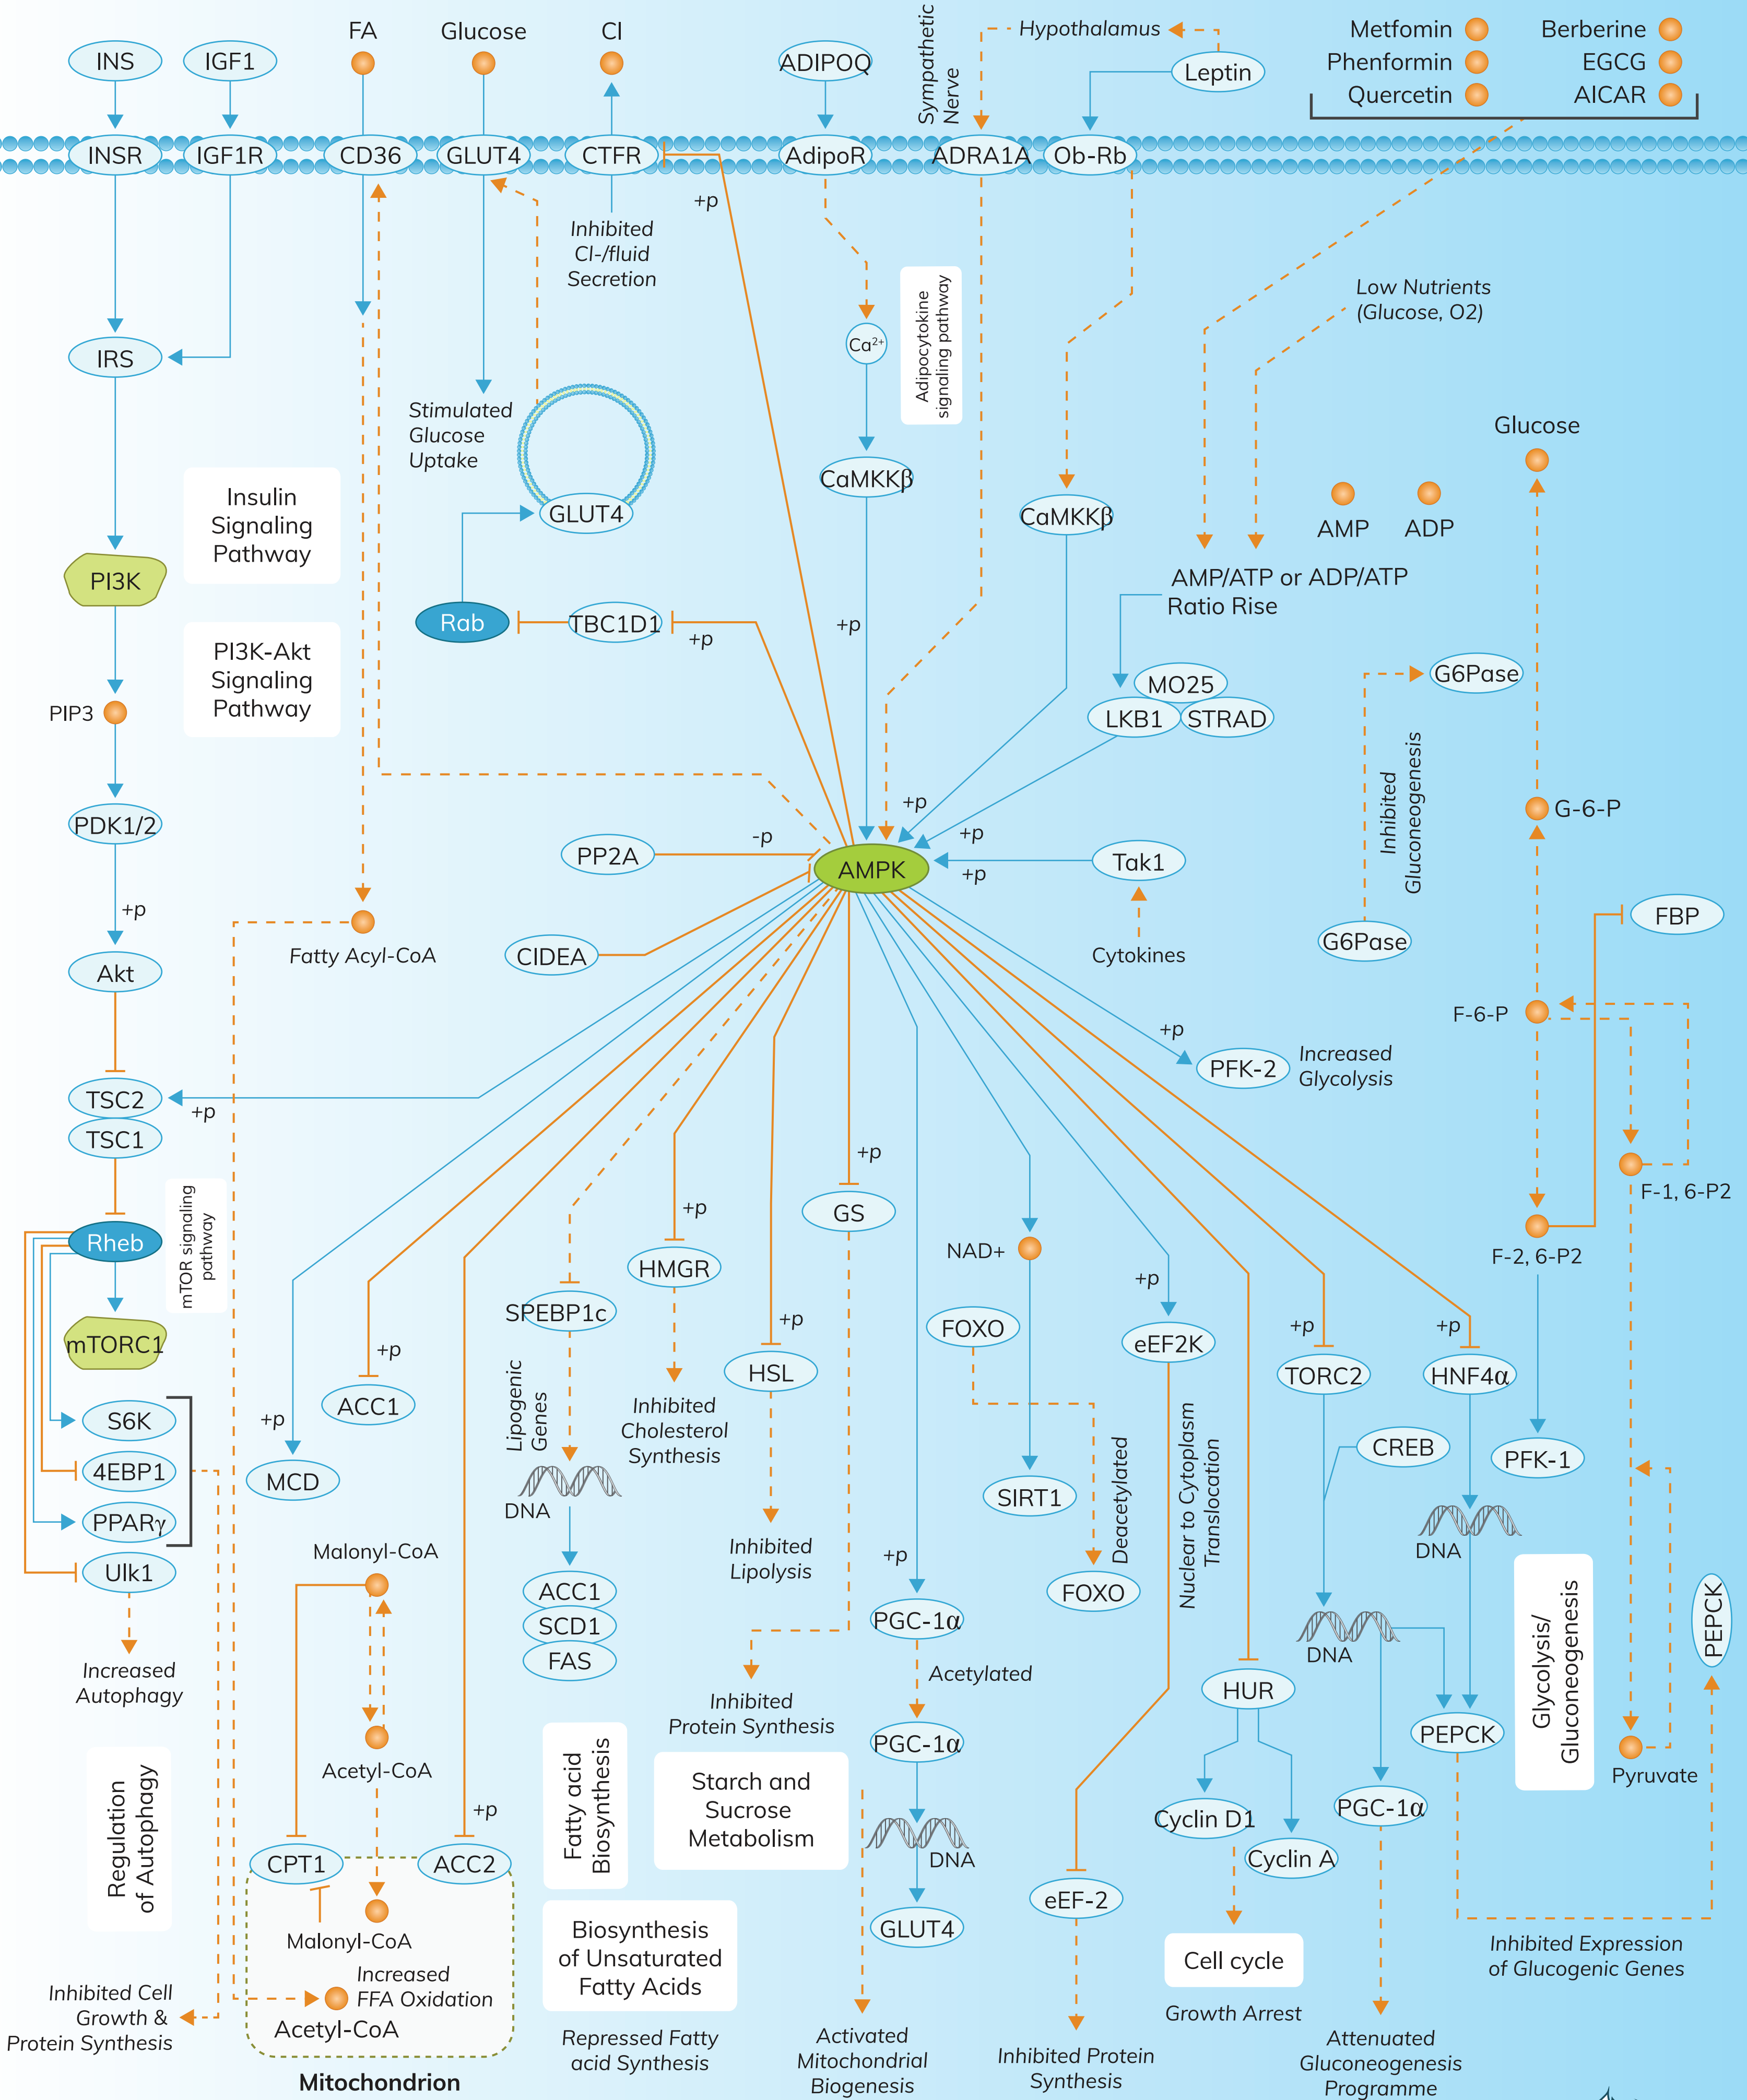 FA
Glucose
Cl
Sympathetic
Nerve
Hypothalamus
Metfomin
Berberine
INS
IGF1
ADIPOQ
Leptin
Phenformin
EGCG
Quercetin
AICAR
INSR
IGF1R
CD36
GLUT4
CTFR
AdipoR
ADRA1A
Ob-Rb
+p
Inhibited
Cl-/fluid
Secretion
Adipocytokine
signaling pathway
Low Nutrients
(Glucose, O2)
IRS
Ca2+
Stimulated
Glucose
Uptake
Glucose
CaMKKβ
CaMKKβ
Insulin
Signaling
Pathway
GLUT4
AMP
ADP
PI3K
AMP/ATP or ADP/ATP
Ratio Rise
Rab
TBC1D1
+p
+p
PI3K-Akt
Signaling
Pathway
G6Pase
MO25
LKB1
STRAD
PIP3
Inhibited
Gluconeogenesis
PDK1/2
-p
+p
+p
G-6-P
PP2A
AMPK
Tak1
+p
+p
FBP
G6Pase
CIDEA
Cytokines
Fatty Acyl-CoA
Akt
F-6-P
+p
PFK-2
Increased
Glycolysis
TSC2
+p
TSC1
+p
F-1, 6-P2
mTOR signaling
pathway
GS
+p
Rheb
NAD+
F-2, 6-P2
HMGR
+p
SPEBP1c
+p
FOXO
eEF2K
+p
+p
mTORC1
+p
HSL
TORC2
HNF4α
ACC1
Lipogenic
Genes
Inhibited
Cholesterol
Synthesis
S6K
+p
CREB
PFK-1
4EBP1
MCD
DNA
SIRT1
Deacetylated
Nuclear to Cytoplasm
Translocation
PPARγ
DNA
Malonyl-CoA
Inhibited
Lipolysis
+p
Ulk1
ACC1
SCD1
FAS
FOXO
PGC-1α
Glycolysis/
Gluconeogenesis
PEPCK
DNA
Increased
Autophagy
Acetylated
HUR
Inhibited
Protein Synthesis
PEPCK
PGC-1α
Acetyl-CoA
Pyruvate
Regulation
of Autophagy
Fatty acid
Biosynthesis
Starch and
Sucrose
Metabolism
+p
Cyclin D1
PGC-1α
CPT1
ACC2
DNA
Cyclin A
eEF-2
GLUT4
Malonyl-CoA
Biosynthesis
of Unsaturated
Fatty Acids
Cell cycle
Inhibited Expression
of Glucogenic Genes
Increased
FFA Oxidation
Acetyl-CoA
Inhibited Cell
Growth &
Protein Synthesis
Growth Arrest
Repressed Fatty
acid Synthesis
Activated
Mitochondrial
Biogenesis
Inhibited Protein
Synthesis
Attenuated
Gluconeogenesis
Programme
Mitochondrion